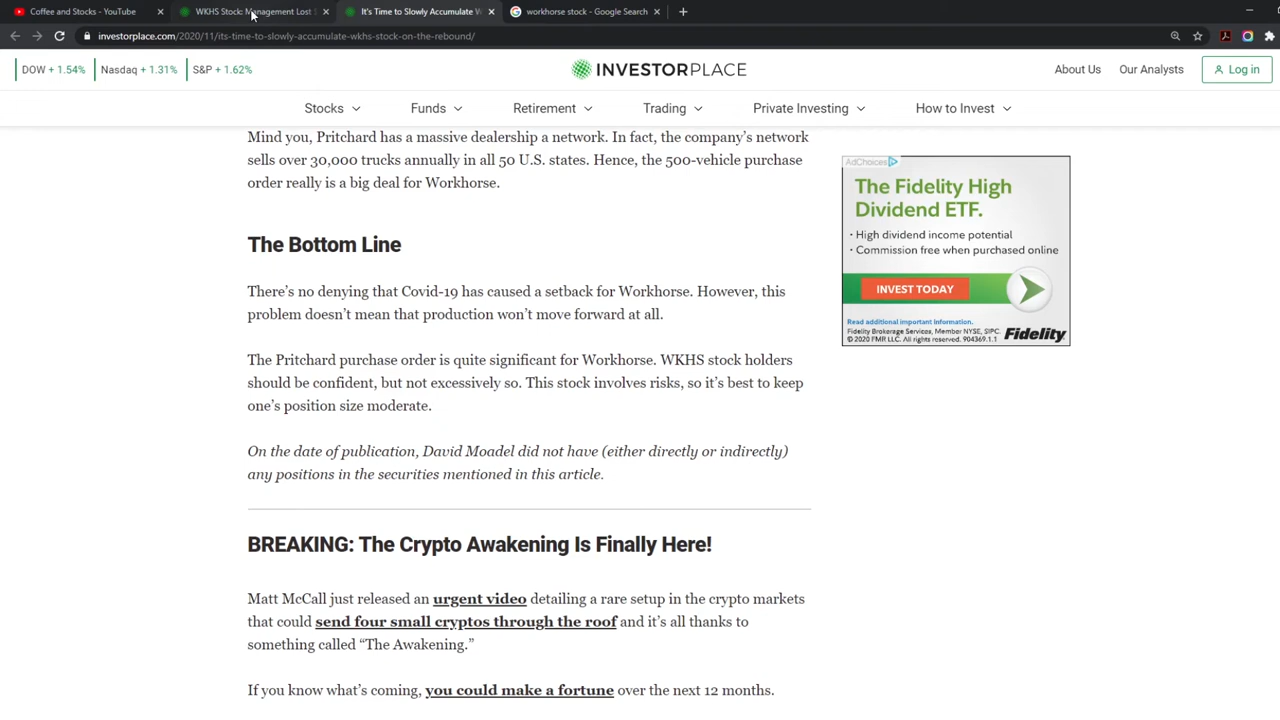 Coffee and Stocks - YouTube
WKHS Stock: Management Lost
It's Time to Slowly Accumulate W
workhorse stock - Google Search
investorplace.com/2020/11/its-time-to-slowly-accumulate-wkhs-stock-on-the-rebound/
DOW + 1.54% Nasdaq + 1.31% S&P + 1.62%
INVESTORPLACE
About Us Our Analysts Log in
Stocks Funds Retirement Trading Private Investing How to Invest
Mind you, Pritchard has a massive dealership a network. In fact, the company's network
sells over 30,000 trucks annually in all 50 U.S. states. Hence, the 500-vehicle purchase
order really is a big deal for Workhorse.
The Bottom Line
There's no denying that Covid-19 has caused a setback for Workhorse. However, this
problem doesn't mean that production won't move forward at all.
The Pritchard purchase order is quite significant for Workhorse. WKHS stock holders
should be confident, but not excessively so. This stock involves risks, so it's best to keep
one's position size moderate.
On the date of publication, David Moadel did not have (either directly or indirectly)
any positions in the securities mentioned in this article.
BREAKING: The Crypto Awakening Is Finally Here!
Matt McCall just released an urgent video detailing a rare setup in the crypto markets
that could send four small cryptos through the roof and it's all thanks to
something called “The Awakening.”
If you know what's coming, you could make a fortune over the next 12 months.
AdChoices
The Fidelity High
Dividend ETF.
· High dividend income potential
· Commission free when purchased online
INVEST TODAY
Read additional important information.
Fidelity Brokerage Services, Member NYSE, SIPC.
© 2020 FMR LLC. All rights reserved. 904369.1.1
Fidelity